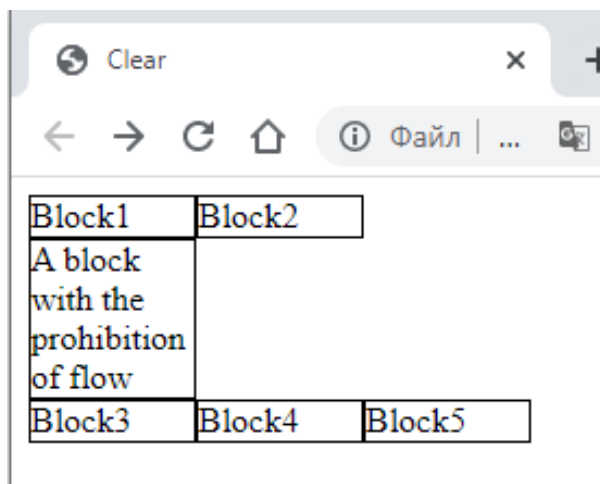 Clear
Файл | ...
Block1 Block2
A block
with the
prohibition
of flow
Block3 Block4 Block5